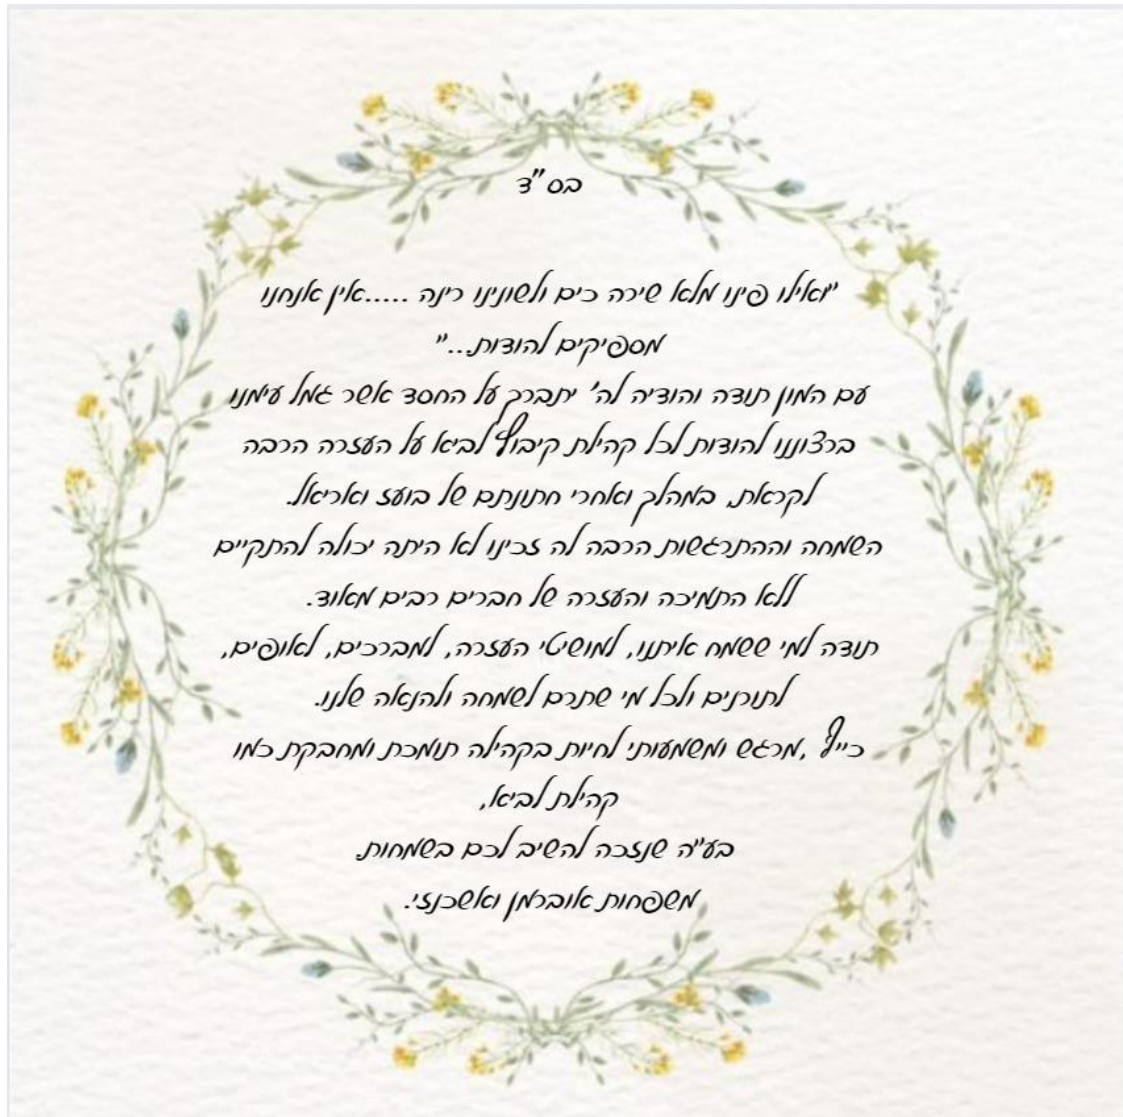 בס"ד
"ואילו פינו מלא שירה כים ולשונינו רינה .....אין אנחנו
מספיקים להודות..."
עם המון תודה והודיה לה' יתברך על החסד אשר גמל עימנו
ברצוננו להודות לכל קהילת קיבוץ לביא על העזרה הרבה
לקראת, במהלך ואחרי חתונתם של בועז ואריאל.
השמחה וההתרגשות הרבה לה זכינו לא היתה יכולה להתקיים
ללא התמיכה והעזרה של חברים רבים מאוד.
תודה למי ששמח איתנו, למושיטי העזרה, למברכים, לאופים,
לתורנים ולכל מי שתרם לשמחה ולהנאה שלנו.
כייף ,מרגש ומשמעותי לחיות בקהילה תומכת ומחבקת כמו
קהילת לביא,
בע"ה שנזכה להשיב לכם בשמחות.
משפחות אוברמן ואשכנזי.